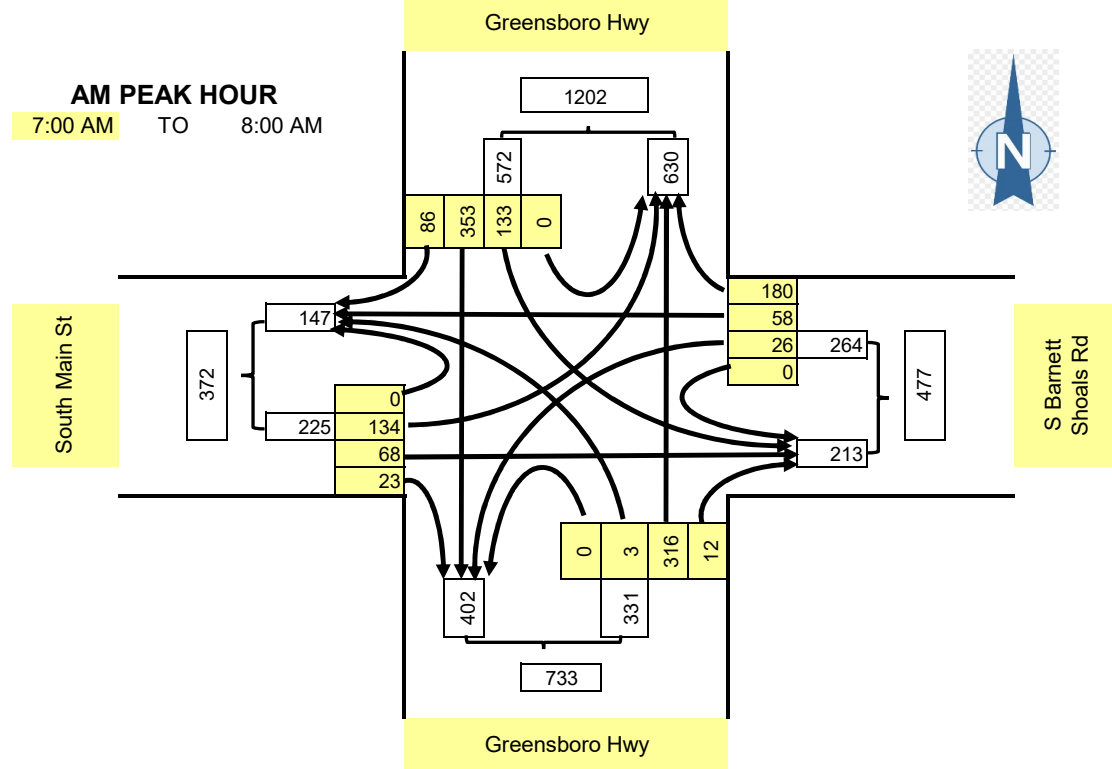 Greensboro Hwy
AM PEAK HOUR
7:00 AM TO 8:00 AM
1202
572
630
86 353 133 0
N
180
58
26 264
0
147
372
South Main St
477
S Barnett
Shoals Rd
0
225 134
68
23
213
0 3 316 12
402
331
733
Greensboro Hwy